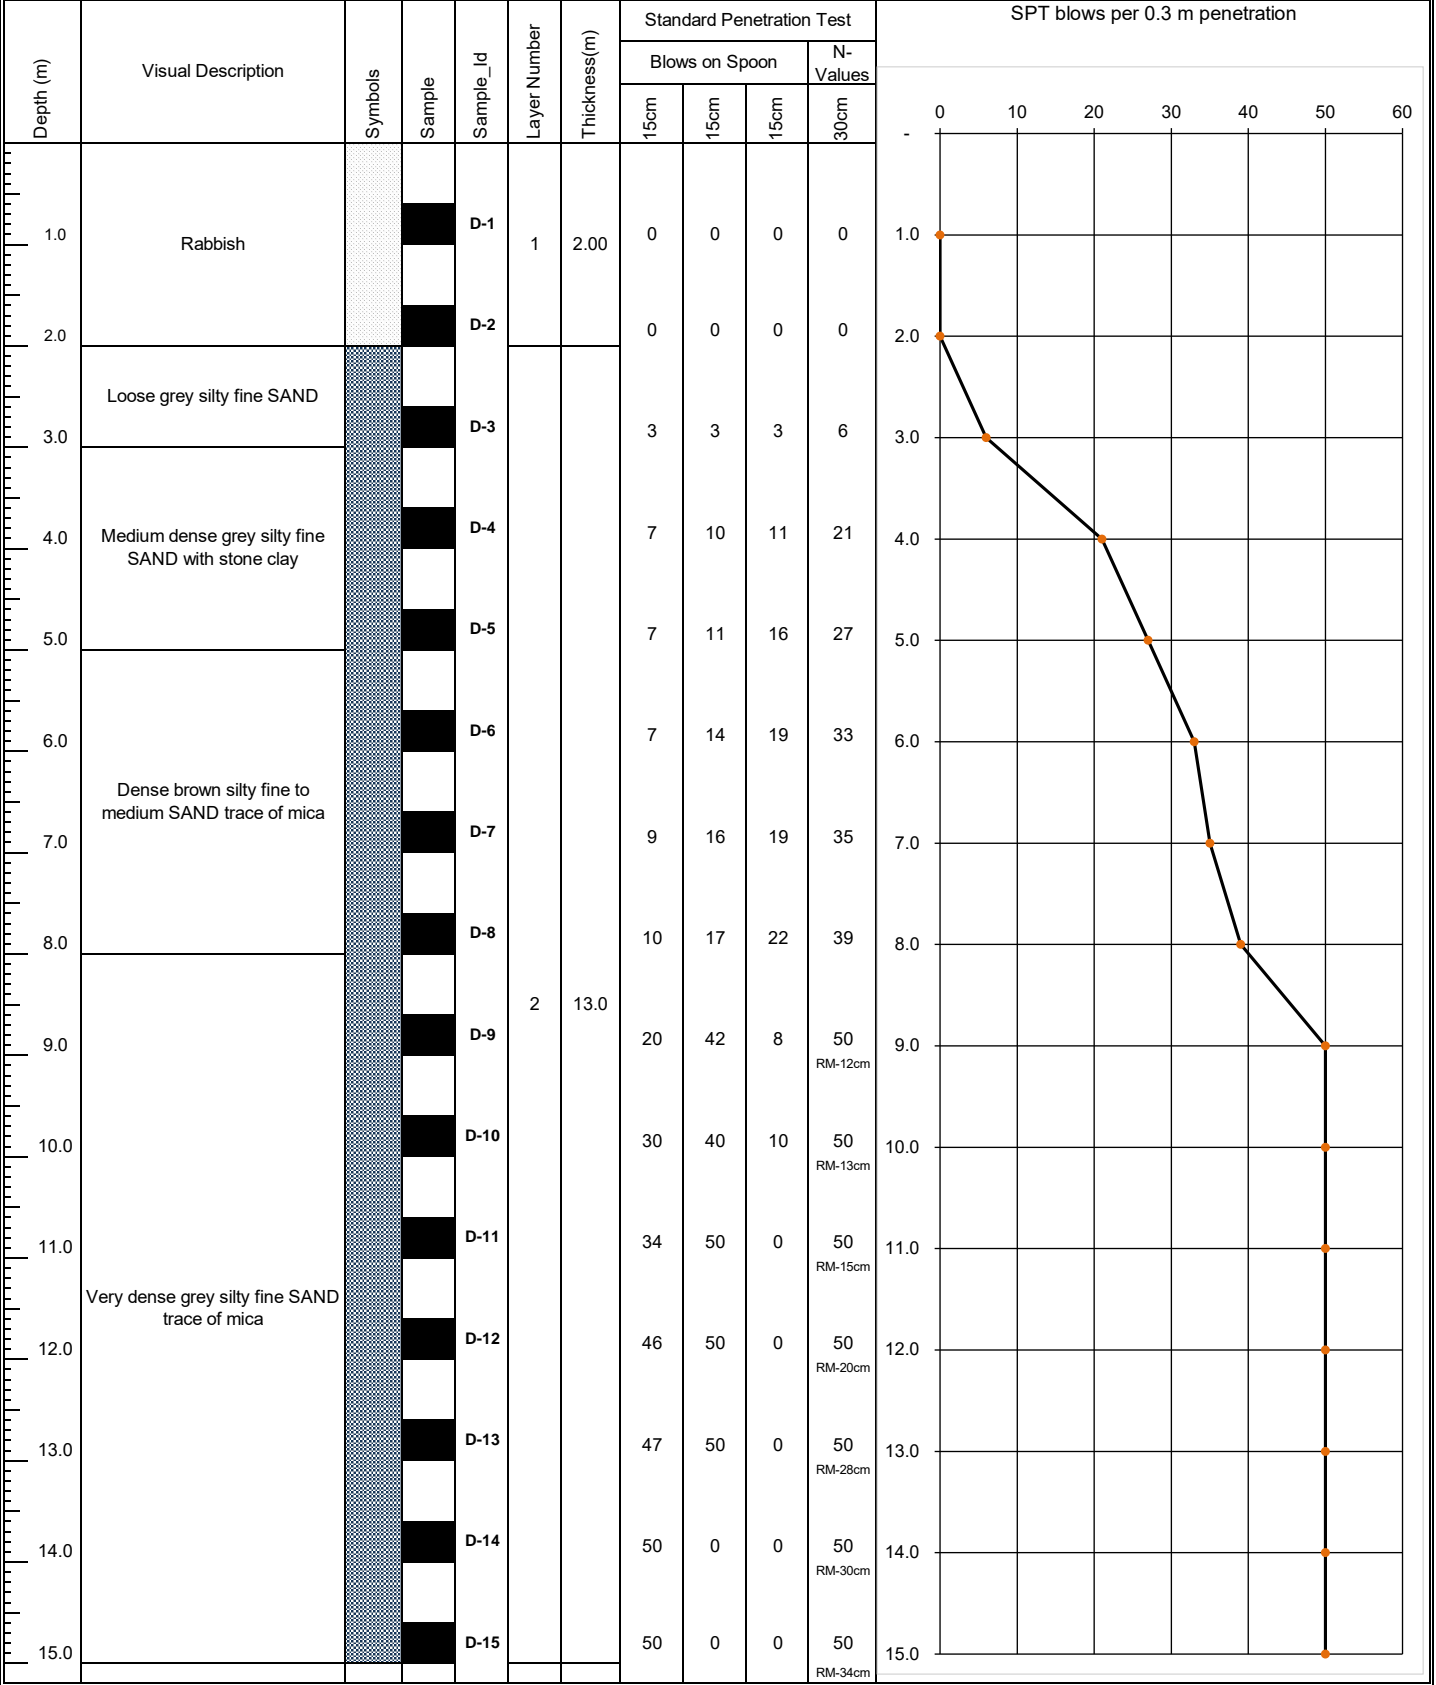 Depth (m)
Visual Description
Symbols
Sample
Sample_Id
Layer Number
Thickness(m)
Standard Penetration Test
Blows on Spoon
N-
Values
15cm
15cm
15cm
30cm
SPT blows per 0.3 m penetration
0 10 20 30 40 50 60
-
1.0 Rabbish D-1 1 2.00 0 0 0 0 1.0
2.0 D-2 0 0 0 0 2.0
Loose grey silty fine SAND
3.0 D-3 3 3 3 6 3.0
4.0 Medium dense grey silty fine D-4 7 10 11 21 4.0
SAND with stone clay
5.0 D-5 7 11 16 27 5.0
6.0 D-6 7 14 19 33 6.0
Dense brown silty fine to
medium SAND trace of mica
7.0 D-7 9 16 19 35 7.0
8.0 D-8 10 17 22 39 8.0
2 13.0
9.0 D-9 20 42 8 50 9.0
RM-12cm
10.0 D-10 30 40 10 50 10.0
RM-13cm
11.0 D-11 34 50 0 50 11.0
RM-15cm
Very dense grey silty fine SAND
trace of mica
12.0 D-12 46 50 0 50 12.0
RM-20cm
13.0 D-13 47 50 0 50 13.0
RM-28cm
14.0 D-14 50 0 0 50 14.0
RM-30cm
15.0 D-15 50 0 0 50 15.0
RM-34cm